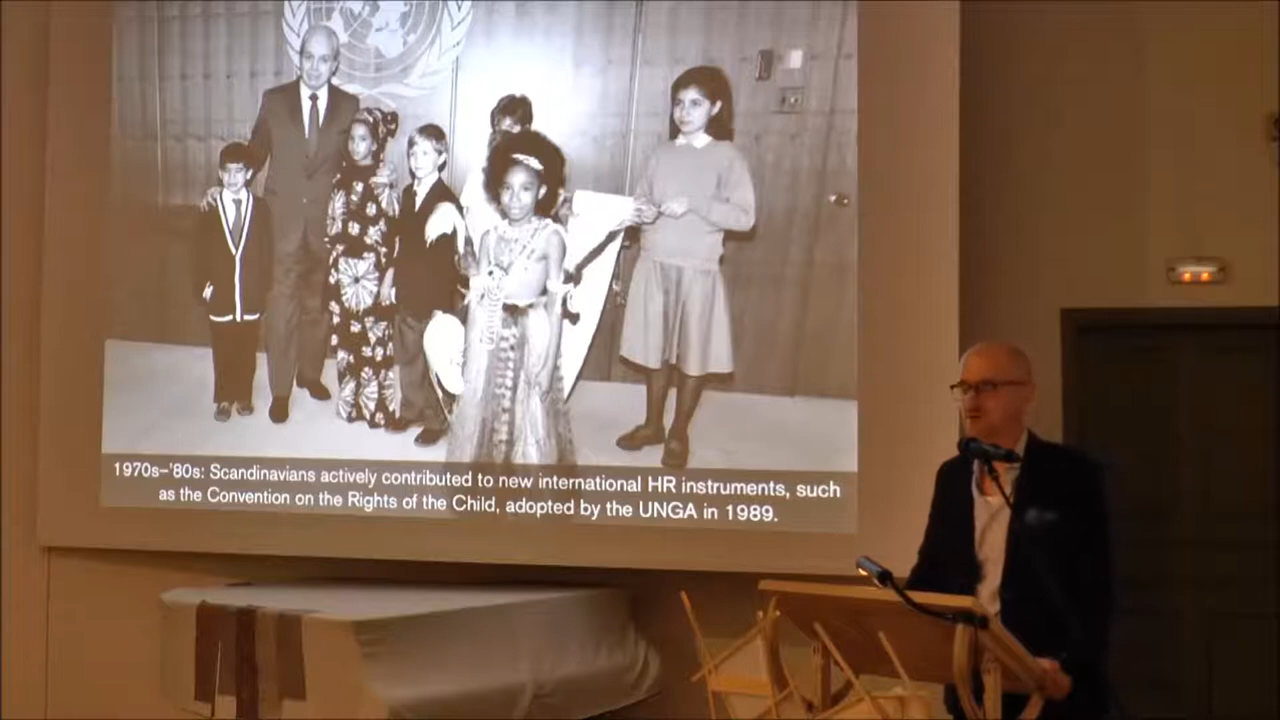 1970s–'80s: Scandinavians actively contributed to new international HR instruments, such
as the Convention on the Rights of the Child, adopted by the UNGA in 1989.